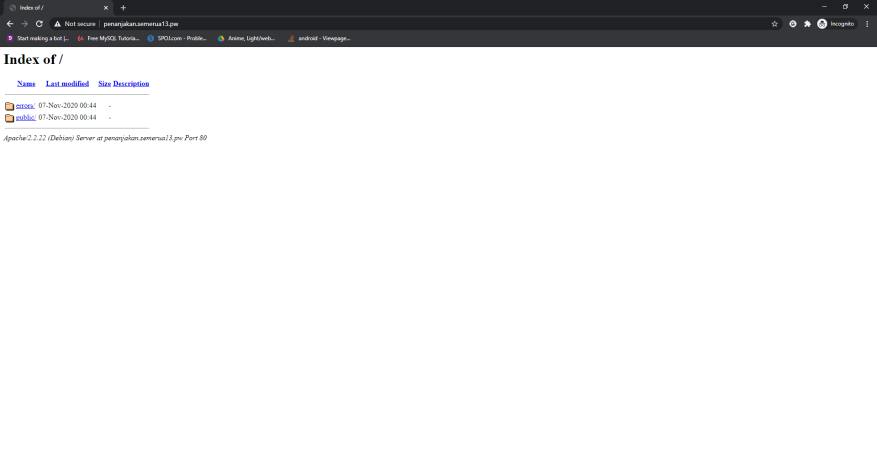 Index of /
Not secure | penanjakan.semerua13.pw
Incognito
Start making a bot |... Free MySQL Tutoria... SPOJ.com - Proble... Anime, Light/web... android - Viewpage...
Index of /
Name Last modified Size Description
errors/ 07-Nov-2020 00:44 -
public/ 07-Nov-2020 00:44 -
Apache/2.2.22 (Debian) Server at penanjakan.semerua13.pw Port 80